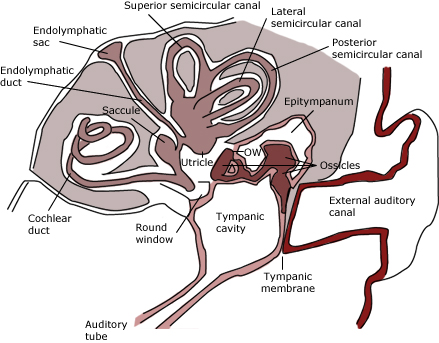 Superior semicircular canal
Lateral
semicircular canal
Endolymphatic
sac
Posterior
semicircular canal
Endolymphatic
duct
Saccule
Epitympanum
Utricle
OW
Ossicles
External auditory
canal
Cochlear
duct
Round
window
Tympanic
cavity
Tympanic
membrane
Auditory
tube